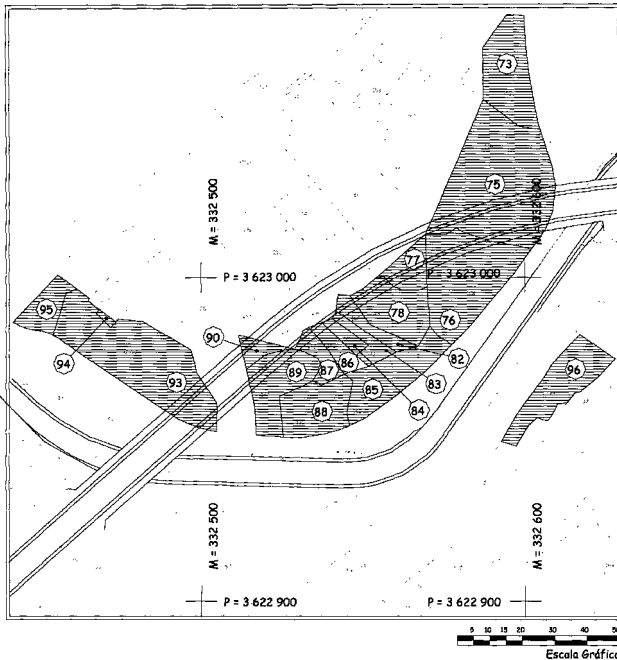 73
75
M = 332 500
M = 332 600
77
P = 3 623 000
P = 3 623 000
95
78
76
90
94
89
87
86
82
93
85
83
96
88
84
M = 332 500
M = 332 600
P = 3 622 900
P = 3 622 900
5 10 15 20 30 40
Escala Gráfica